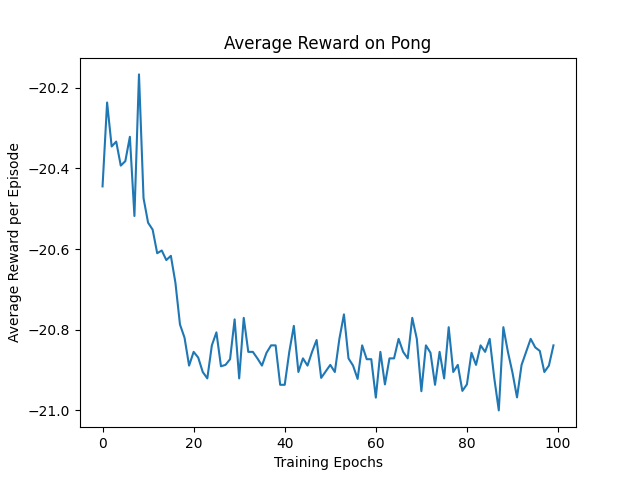 Average Reward on Pong
Average Reward per Episode
−20.2
−20.4
−20.6
−20.8
−21.0
0 20 40 60 80 100
Training Epochs